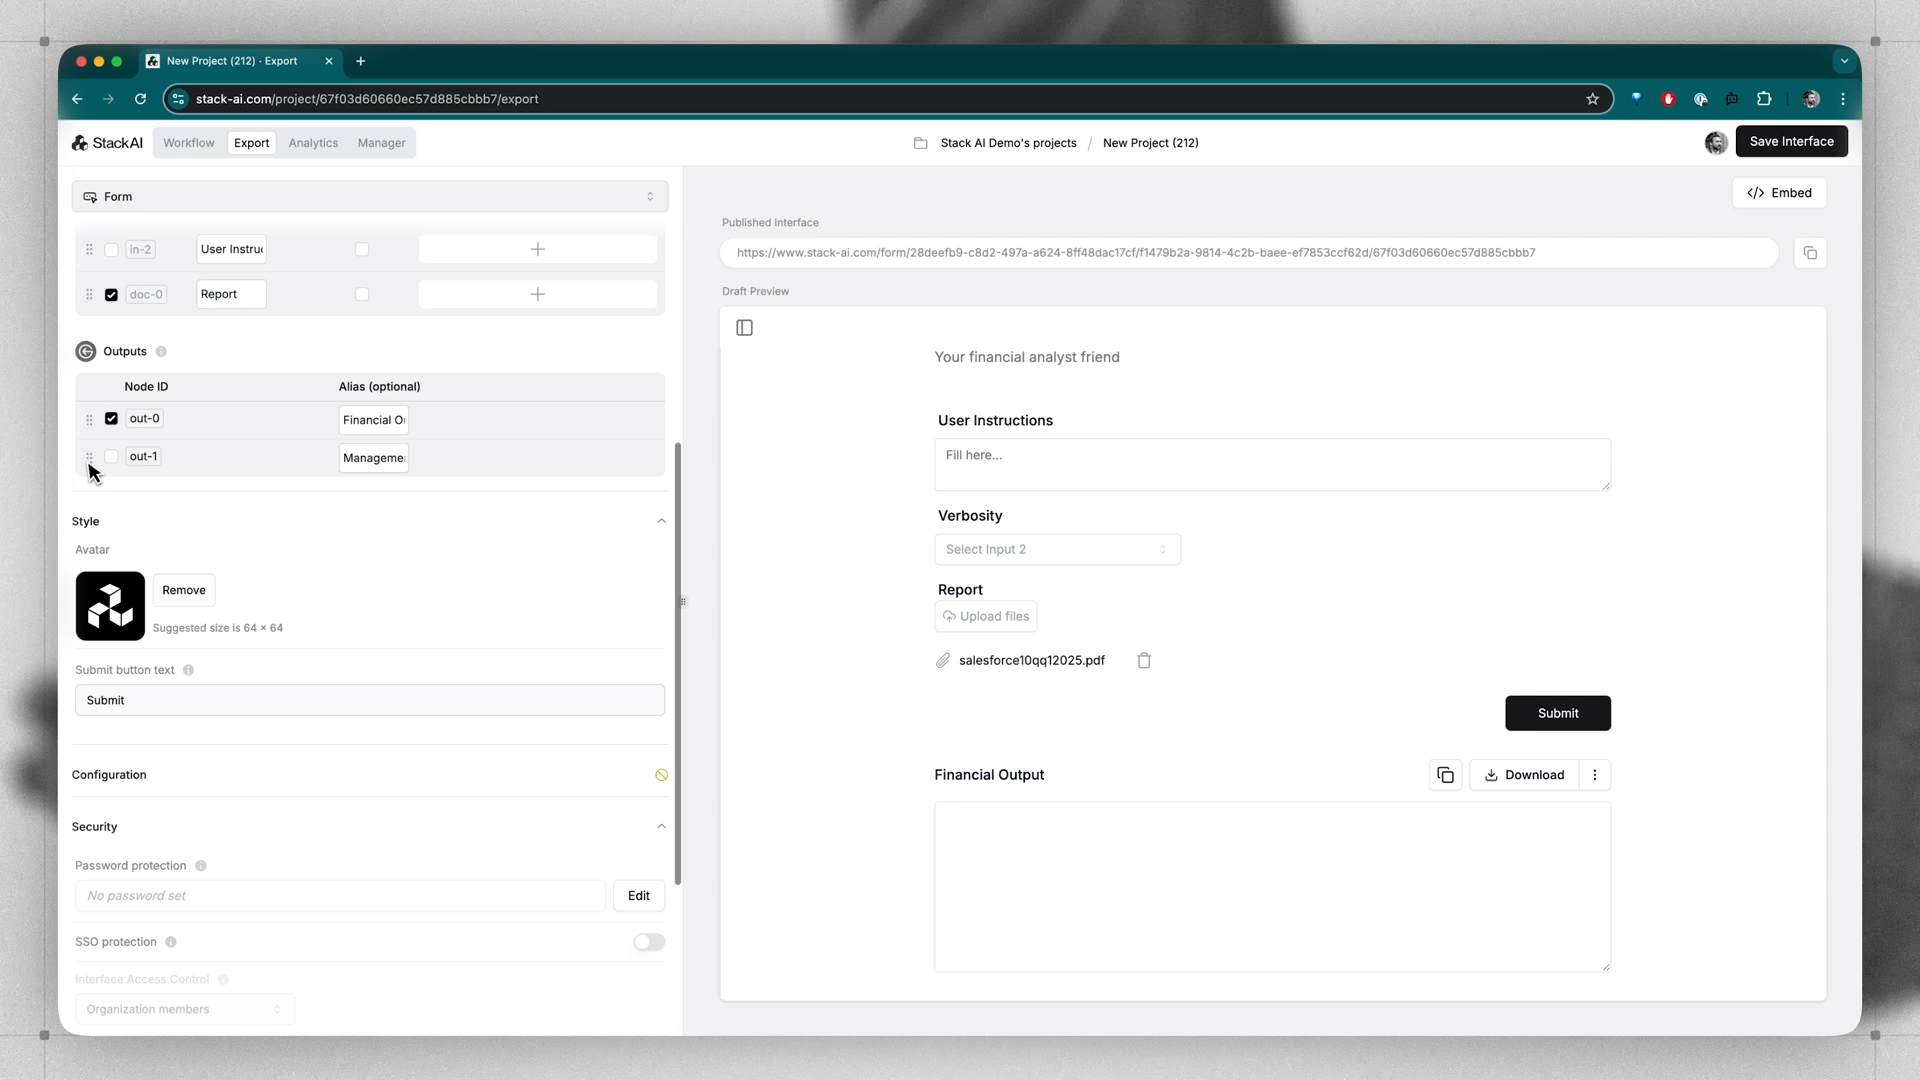 New Project (212) · Export
stack-ai.com/project/67f03d60660ec57d885cbbb7/export
StackAI
Workflow
Export
Analytics
Manager
Stack AI Demo's projects / New Project (212)
Save Interface
Form
in-2
User Instruc
doc-0
Report
Outputs
Node ID
Alias (optional)
out-0
Financial O
out-1
Manageme
Style
Avatar
Remove
Suggested size is 64 × 64
Submit button text
Submit
Configuration
Security
Password protection
No password set
Edit
SSO protection
Interface Access Control
Organization members
</> Embed
Published Interface
https://www.stack-ai.com/form/28deefb9-c8d2-497a-a624-8ff48dac17cf/f1479b2a-9814-4c2b-baee-ef7853ccf62d/67f03d60660ec57d885cbbb7
Draft Preview
Your financial analyst friend
User Instructions
Fill here...
Verbosity
Select Input 2
Report
Upload files
salesforce10qq12025.pdf
Submit
Financial Output
Download